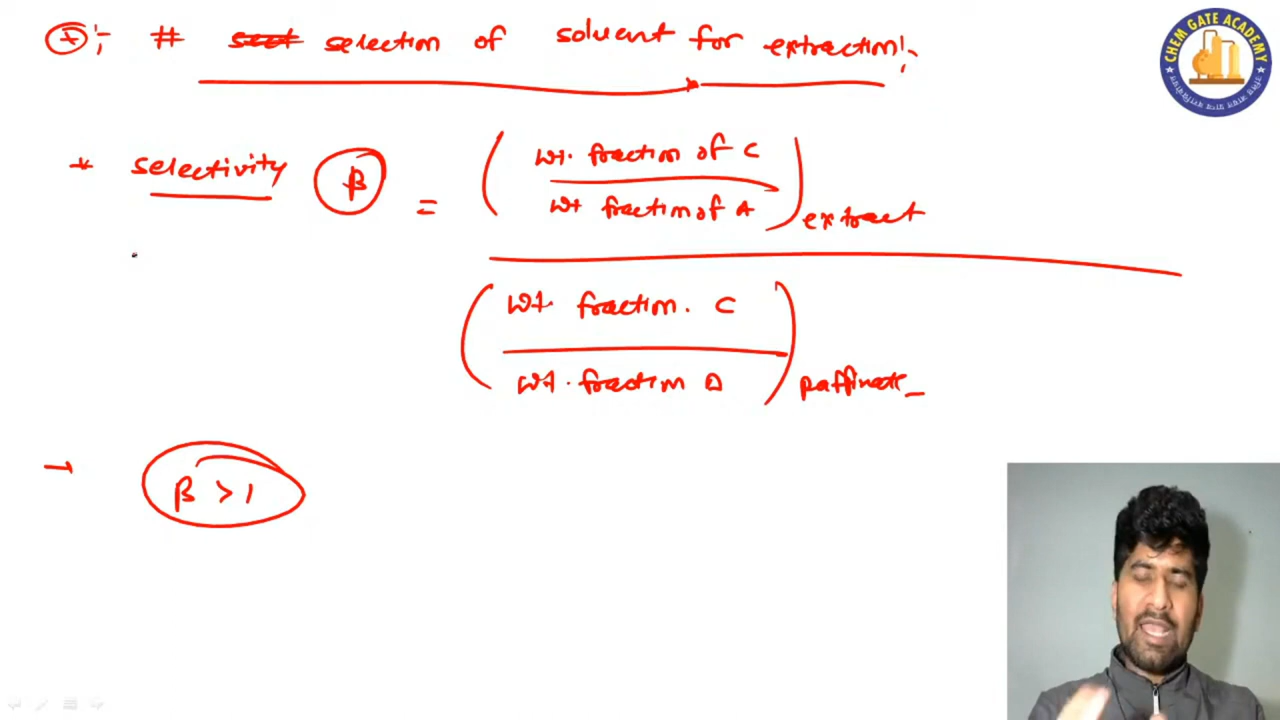 # selection of solvent for extraction:-
* selectivity β = 
( wt. fraction of C
wt fraction of A ) extract
( wt. fraction. C
wt. fraction A ) Raffinate
→ β > 1
CHEM GATE ACADEMY